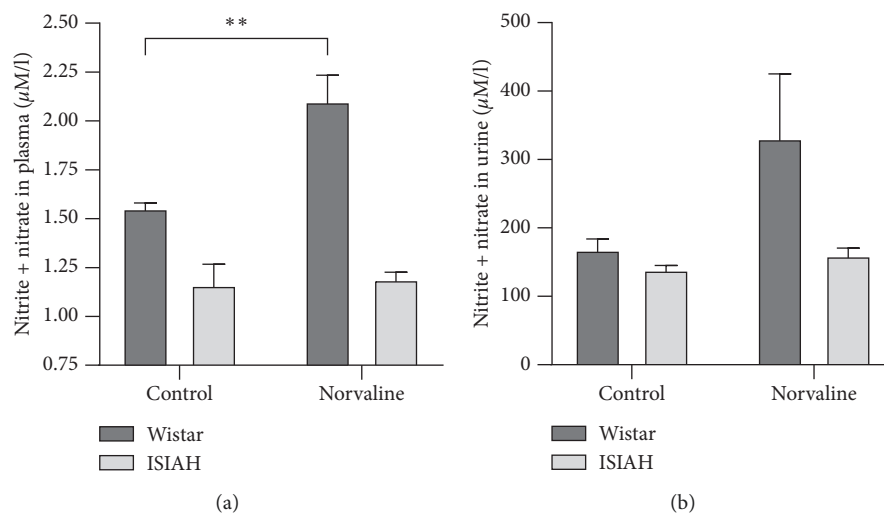 Nitrite + nitrate in plasma (µM/l)
2.50
2.25
2.00
1.75
1.50
1.25
1.00
0.75
**
Control
Norvaline
Wistar
ISIAH
(a)
Nitrite + nitrate in urine (µM/l)
500
400
300
200
100
0
Control
Norvaline
Wistar
ISIAH
(b)